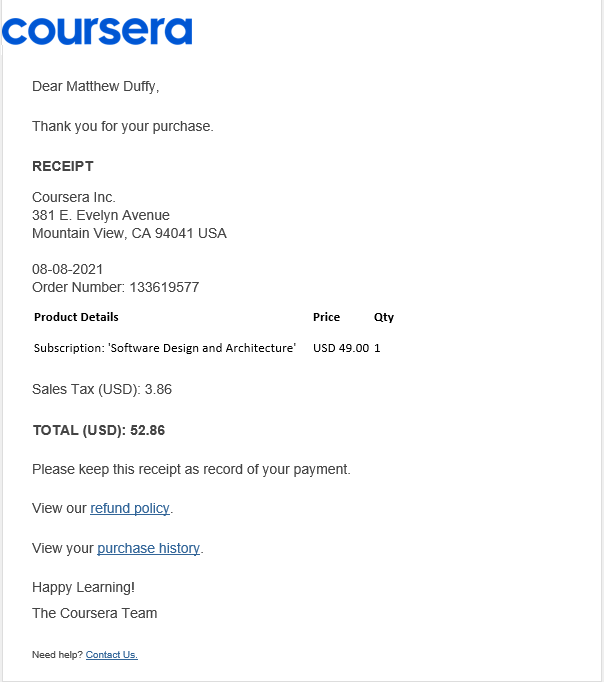 coursera
Dear Matthew Duffy,
Thank you for your purchase.
RECEIPT
Coursera Inc.
381 E. Evelyn Avenue
Mountain View, CA 94041 USA
08-08-2021
Order Number: 133619577
Product Details Price Qty
Subscription: 'Software Design and Architecture' USD 49.00 1
Sales Tax (USD): 3.86
TOTAL (USD): 52.86
Please keep this receipt as record of your payment.
View our refund policy.
View your purchase history.
Happy Learning!
The Coursera Team
Need help? Contact Us.